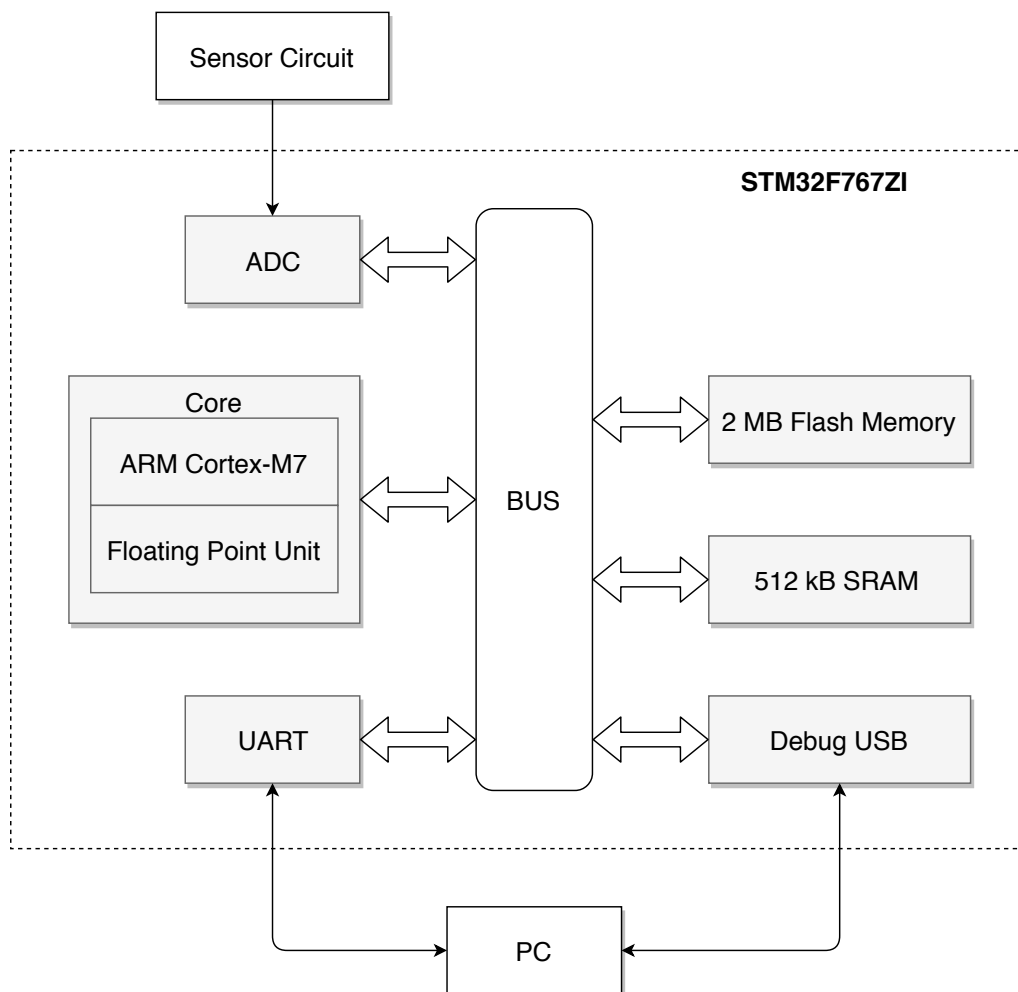 Sensor Circuit
STM32F767ZI
ADC
Core
ARM Cortex-M7
Floating Point Unit
UART
BUS
2 MB Flash Memory
512 kB SRAM
Debug USB
PC